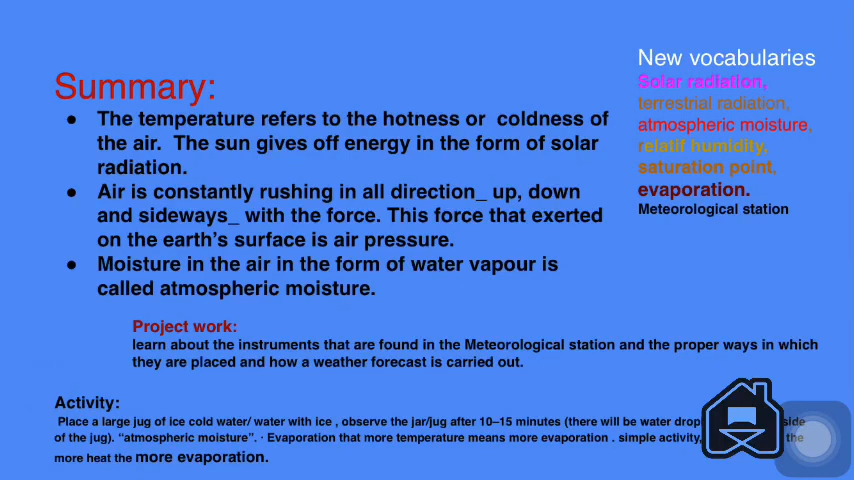 New vocabularies
Solar radiation,
terrestrial radiation,
atmospheric moisture,
relatif humidity,
saturation point,
evaporation.
Meteorological station
Summary:
● The temperature refers to the hotness or coldness of
the air. The sun gives off energy in the form of solar
radiation.
● Air is constantly rushing in all direction_ up, down
and sideways_ with the force. This force that exerted
on the earth's surface is air pressure.
● Moisture in the air in the form of water vapour is
called atmospheric moisture.
Project work:
learn about the instruments that are found in the Meteorological station and the proper ways in which
they are placed and how a weather forecast is carried out.
Activity:
Place a large jug of ice cold water/ water with ice , observe the jar/jug after 10–15 minutes (there will be water drop side
of the jug). “atmospheric moisture”. · Evaporation that more temperature means more evaporation . simple activity, the
more heat the more evaporation.